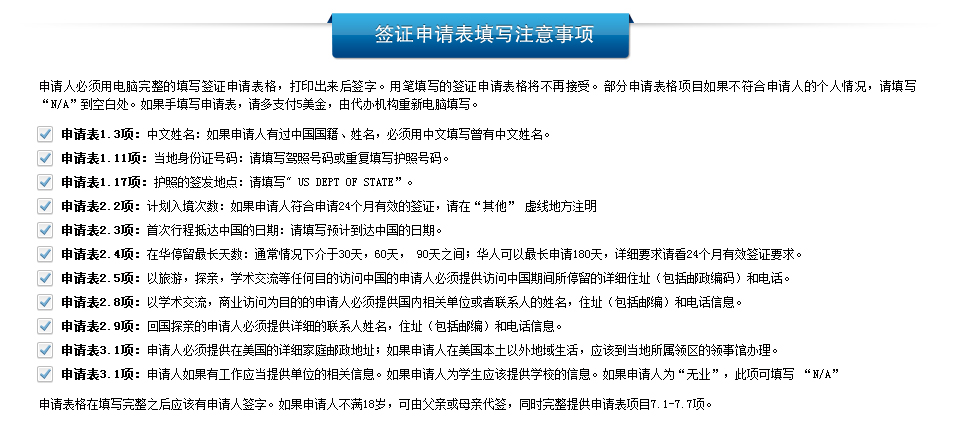 签证申请表填写注意事项
申请人必须用电脑完整的填写签证申请表格，打印出来后签字。用笔填写的签证申请表格将不再接受。部分申请表格项目如果不符合申请人的个人情况，请填写
“N/A”到空白处。如果手填写申请表，请多支付5美金，由代办机构重新电脑填写。
申请表1.3项：中文姓名：如果申请人有过中国国籍、姓名，必须用中文填写曾有中文姓名。
申请表1.11项：当地身份证号码：请填写驾照号码或重复填写护照号码。
申请表1.17项：护照的签发地点：请填写“ US DEPT OF STATE”。
申请表2.2项：计划入境次数：如果申请人符合申请24个月有效的签证，请在“其他” 虚线地方注明
申请表2.3项：首次行程抵达中国的日期：请填写预计到达中国的日期。
申请表2.4项：在华停留最长天数：通常情况下介于30天，60天， 90天之间；华人可以最长申请180天，详细要求请看24个月有效签证要求。
申请表2.5项：以旅游，探亲，学术交流等任何目的访问中国的申请人必须提供访问中国期间所停留的详细住址（包括邮政编码）和电话。
申请表2.8项：以学术交流，商业访问为目的的申请人必须提供国内相关单位或者联系人的姓名，住址（包括邮编）和电话信息。
申请表2.9项：回国探亲的申请人必须提供详细的联系人姓名，住址（包括邮编）和电话信息。
申请表3.1项：申请人必须提供在美国的详细家庭邮政地址；如果申请人在美国本土以外地域生活，应该到当地所属领区的领事馆办理。
申请表3.1项：申请人如果有工作应当提供单位的相关信息。如果申请人为学生应该提供学校的信息。如果申请人为“无业”，此项可填写 “N/A”
申请表格在填写完整之后应该有申请人签字。如果申请人不满18岁，可由父亲或母亲代签，同时完整提供申请表项目7.1-7.7项。